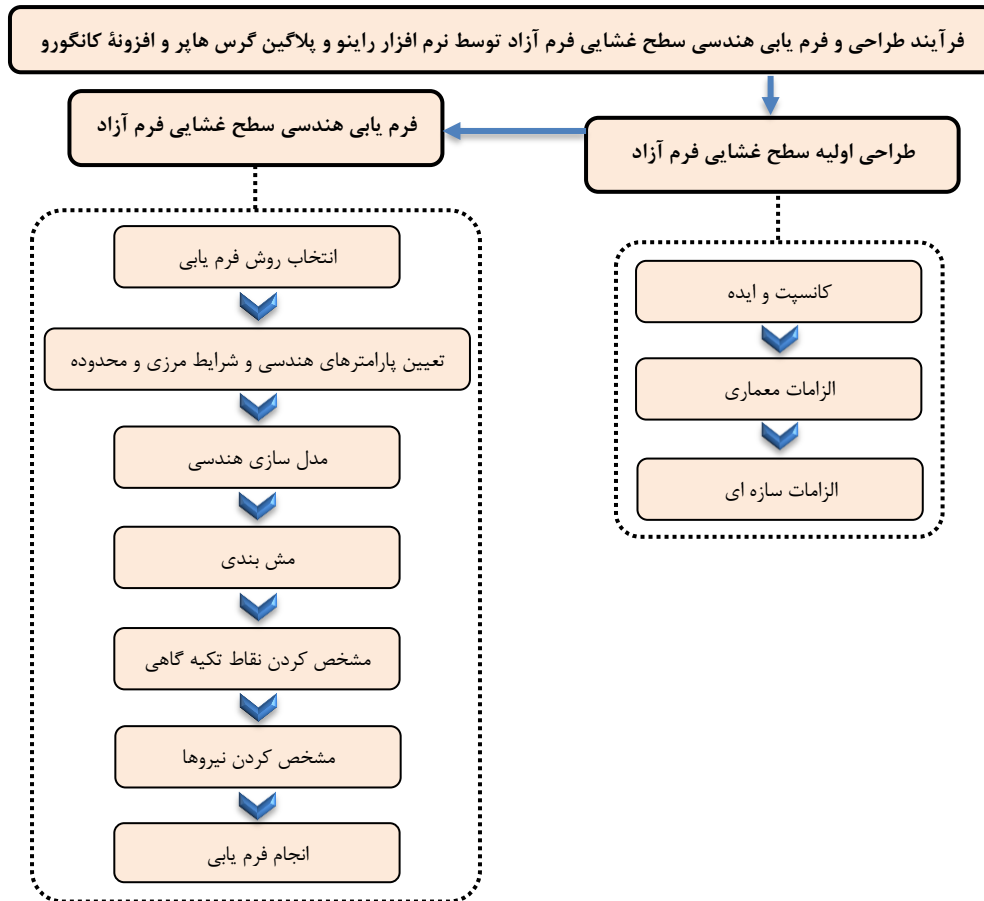 فرآیند طراحی و فرم یابی هندسی سطح غشایی فرم آزاد توسط نرم افزار راینو و پلاگین گرس هاپر و افزونۀ کانگورو
طراحی اولیه سطح غشایی فرم آزاد
کانسپت و ایده
الزامات معماری
الزامات سازه ای
فرم یابی هندسی سطح غشایی فرم آزاد
انتخاب روش فرم یابی
تعیین پارامترهای هندسی و شرایط مرزی و محدوده
مدل سازی هندسی
مش بندی
مشخص کردن نقاط تکیه گاهی
مشخص کردن نیروها
انجام فرم یابی